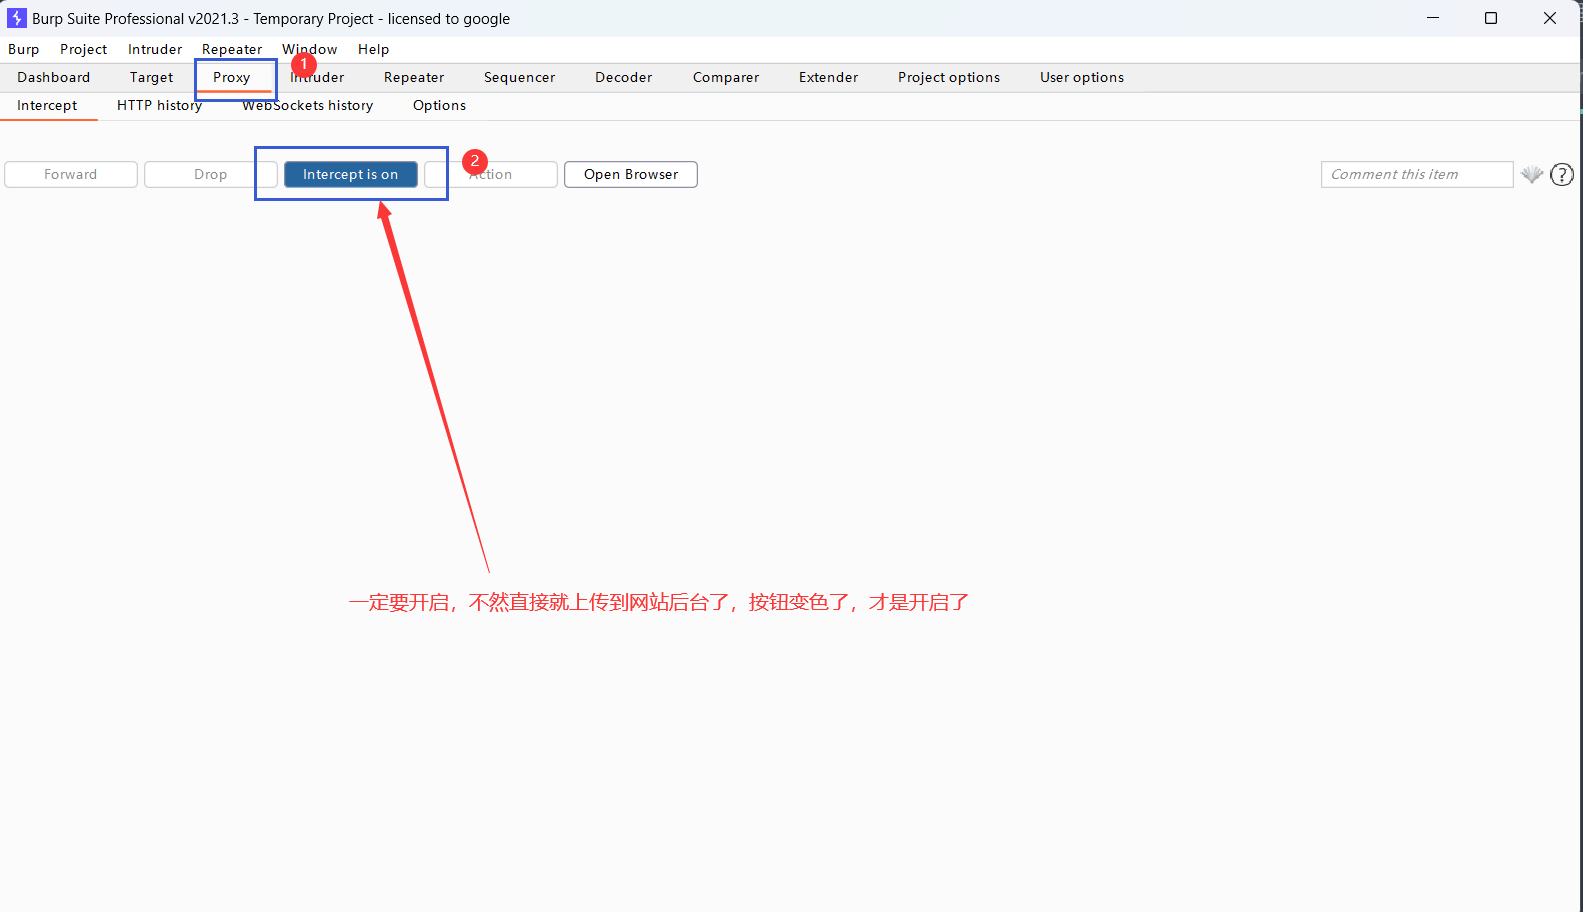 Burp Suite Professional v2021.3 - Temporary Project - licensed to google
Burp Project Intruder Repeater Window Help
Dashboard Target Proxy 1 Intruder Repeater Sequencer Decoder Comparer Extender Project options User options
Intercept HTTP history WebSockets history Options
Forward Drop Intercept is on 2 Action Open Browser Comment this item ?
一定要开启，不然直接就上传到网站后台了，按钮变色了，才是开启了